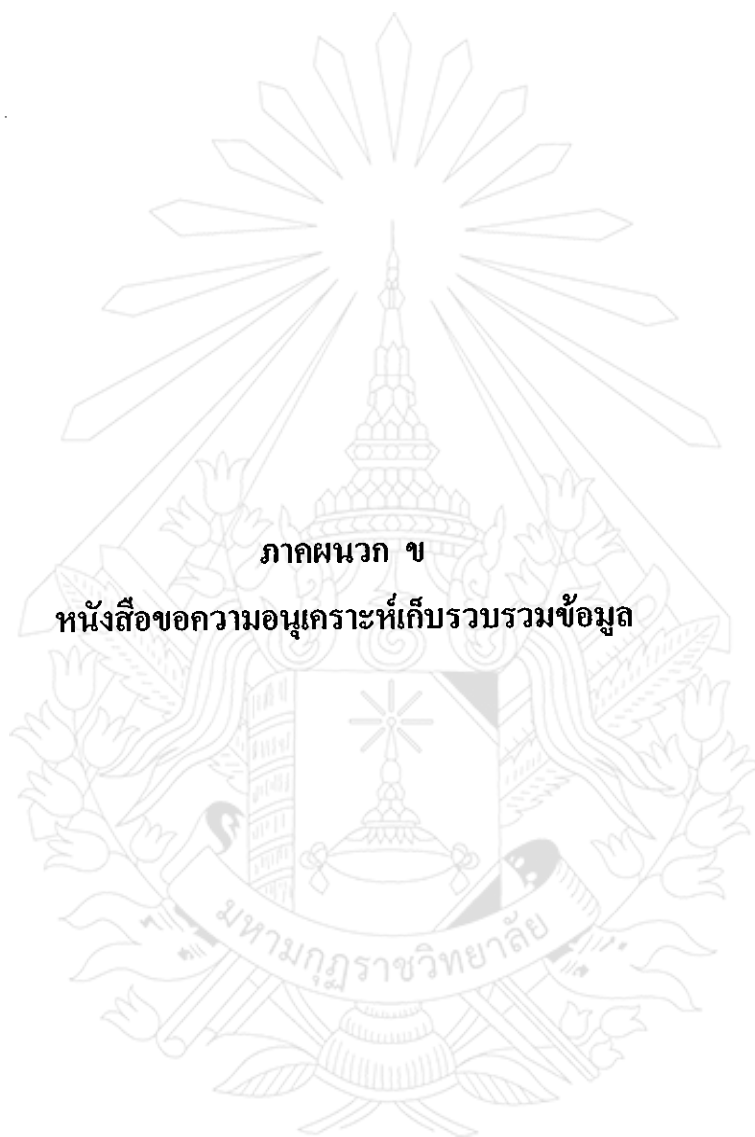 ภาคผนวก ข
หนังสือขอความอนุเคราะห์เก็บรวบรวมข้อมูล
มหามกุฏราชวิทยาลัย